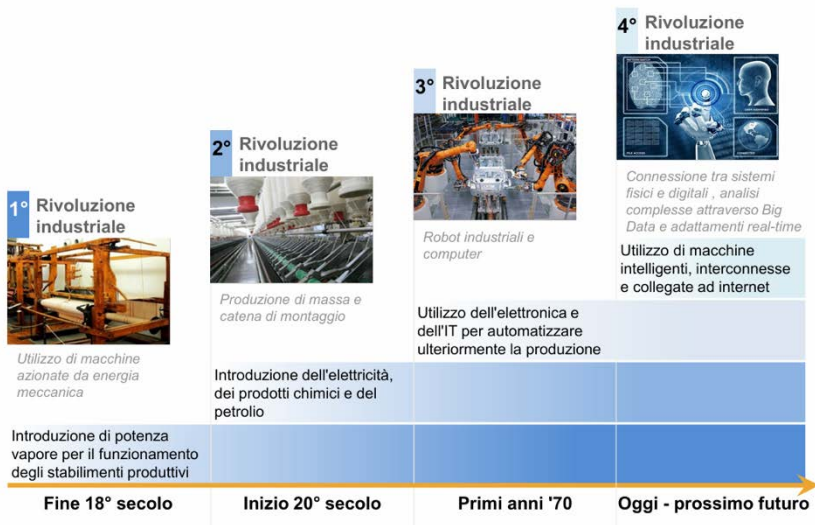 4° Rivoluzione
industriale
3° Rivoluzione
industriale
2° Rivoluzione
industriale
1° Rivoluzione
industriale
Connessione tra sistemi
fisici e digitali , analisi
complesse attraverso Big
Data e adattamenti real-time
Robot industriali e
computer
Produzione di massa e
catena di montaggio
Utilizzo di macchine
azionate da energia
meccanica
Utilizzo di macchine
intelligenti, interconnesse
e collegate ad internet
Utilizzo dell'elettronica e
dell'IT per automatizzare
ulteriormente la produzione
Introduzione dell'elettricità,
dei prodotti chimici e del
petrolio
Introduzione di potenza
vapore per il funzionamento
degli stabilimenti produttivi
Fine 18° secolo
Inizio 20° secolo
Primi anni '70
Oggi - prossimo futuro